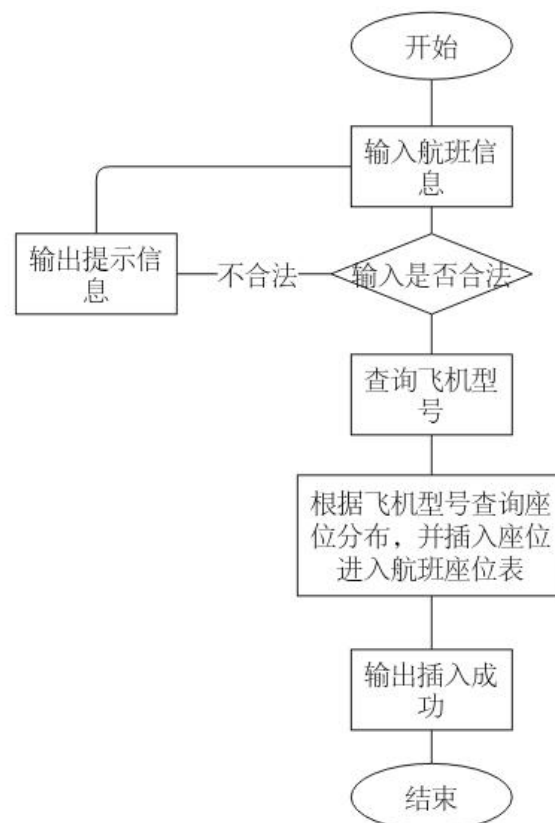 开始
输入航班信
息
输出提示信
息
不合法
输入是否合法
查询飞机型
号
根据飞机型号查询座
位分布，并插入座位
进入航班座位表
输出插入成
功
结束